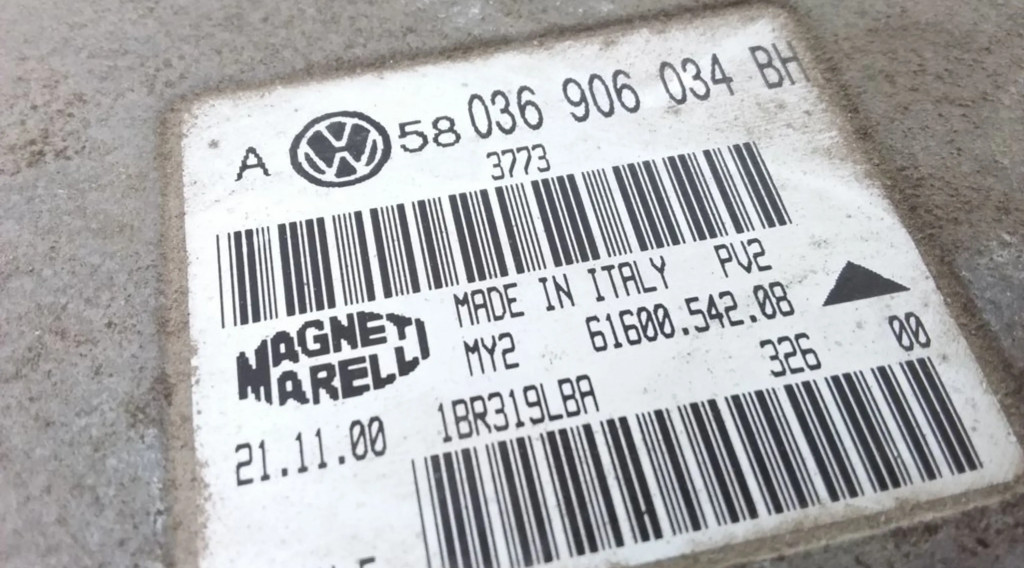 A VW 58 036 906 034 BH
3773
MADE IN ITALY PV2
MAGNETI MARELLI
MY2 61600.542.08
21.11.00 1BR319LBA 326 00